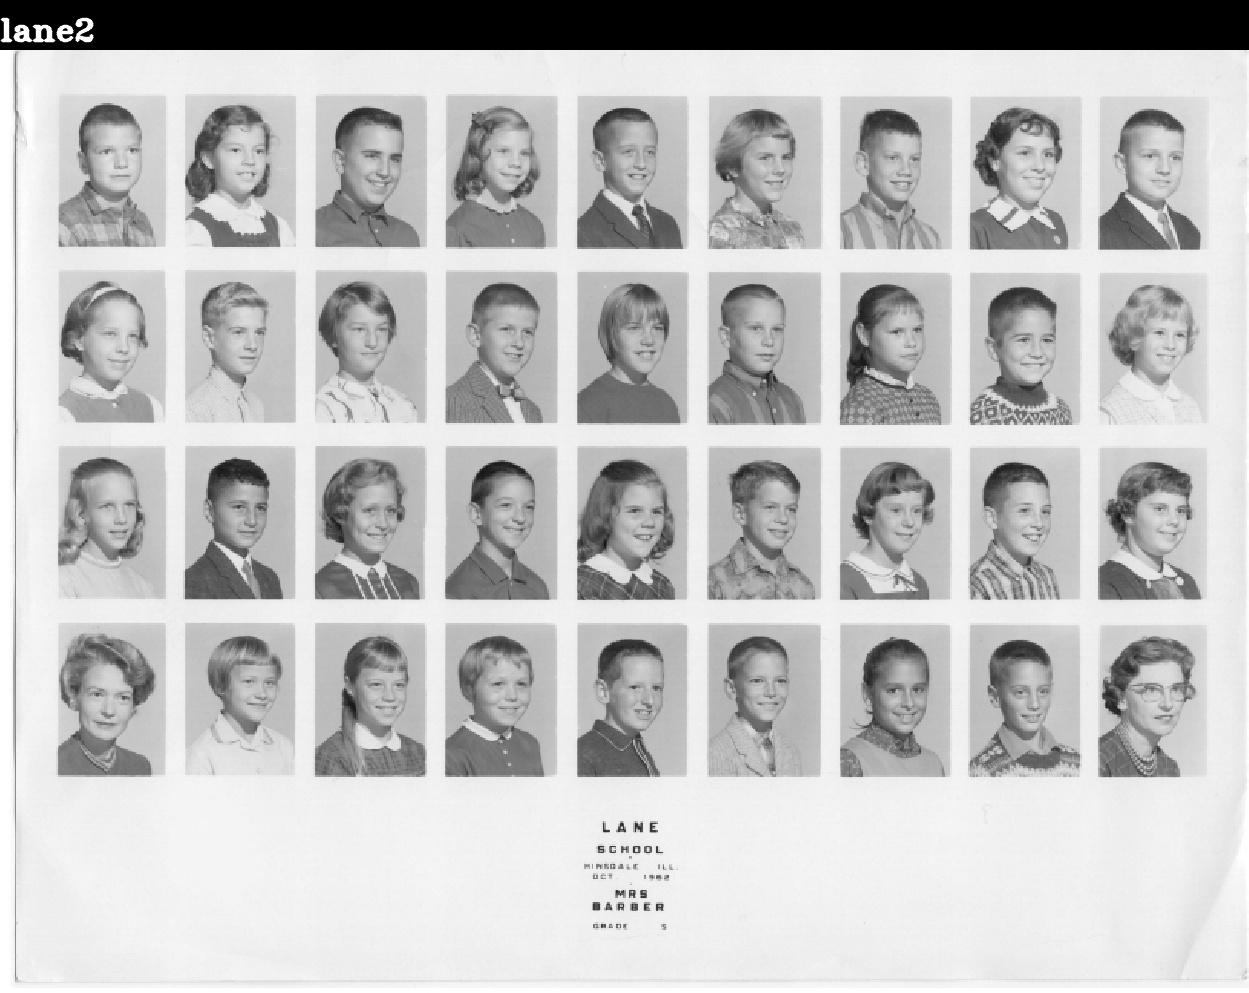 lane2
LANE
SCHOOL
HINSDALE ILL.
OCT. 1962
MRS
BARBER
GRADE 5